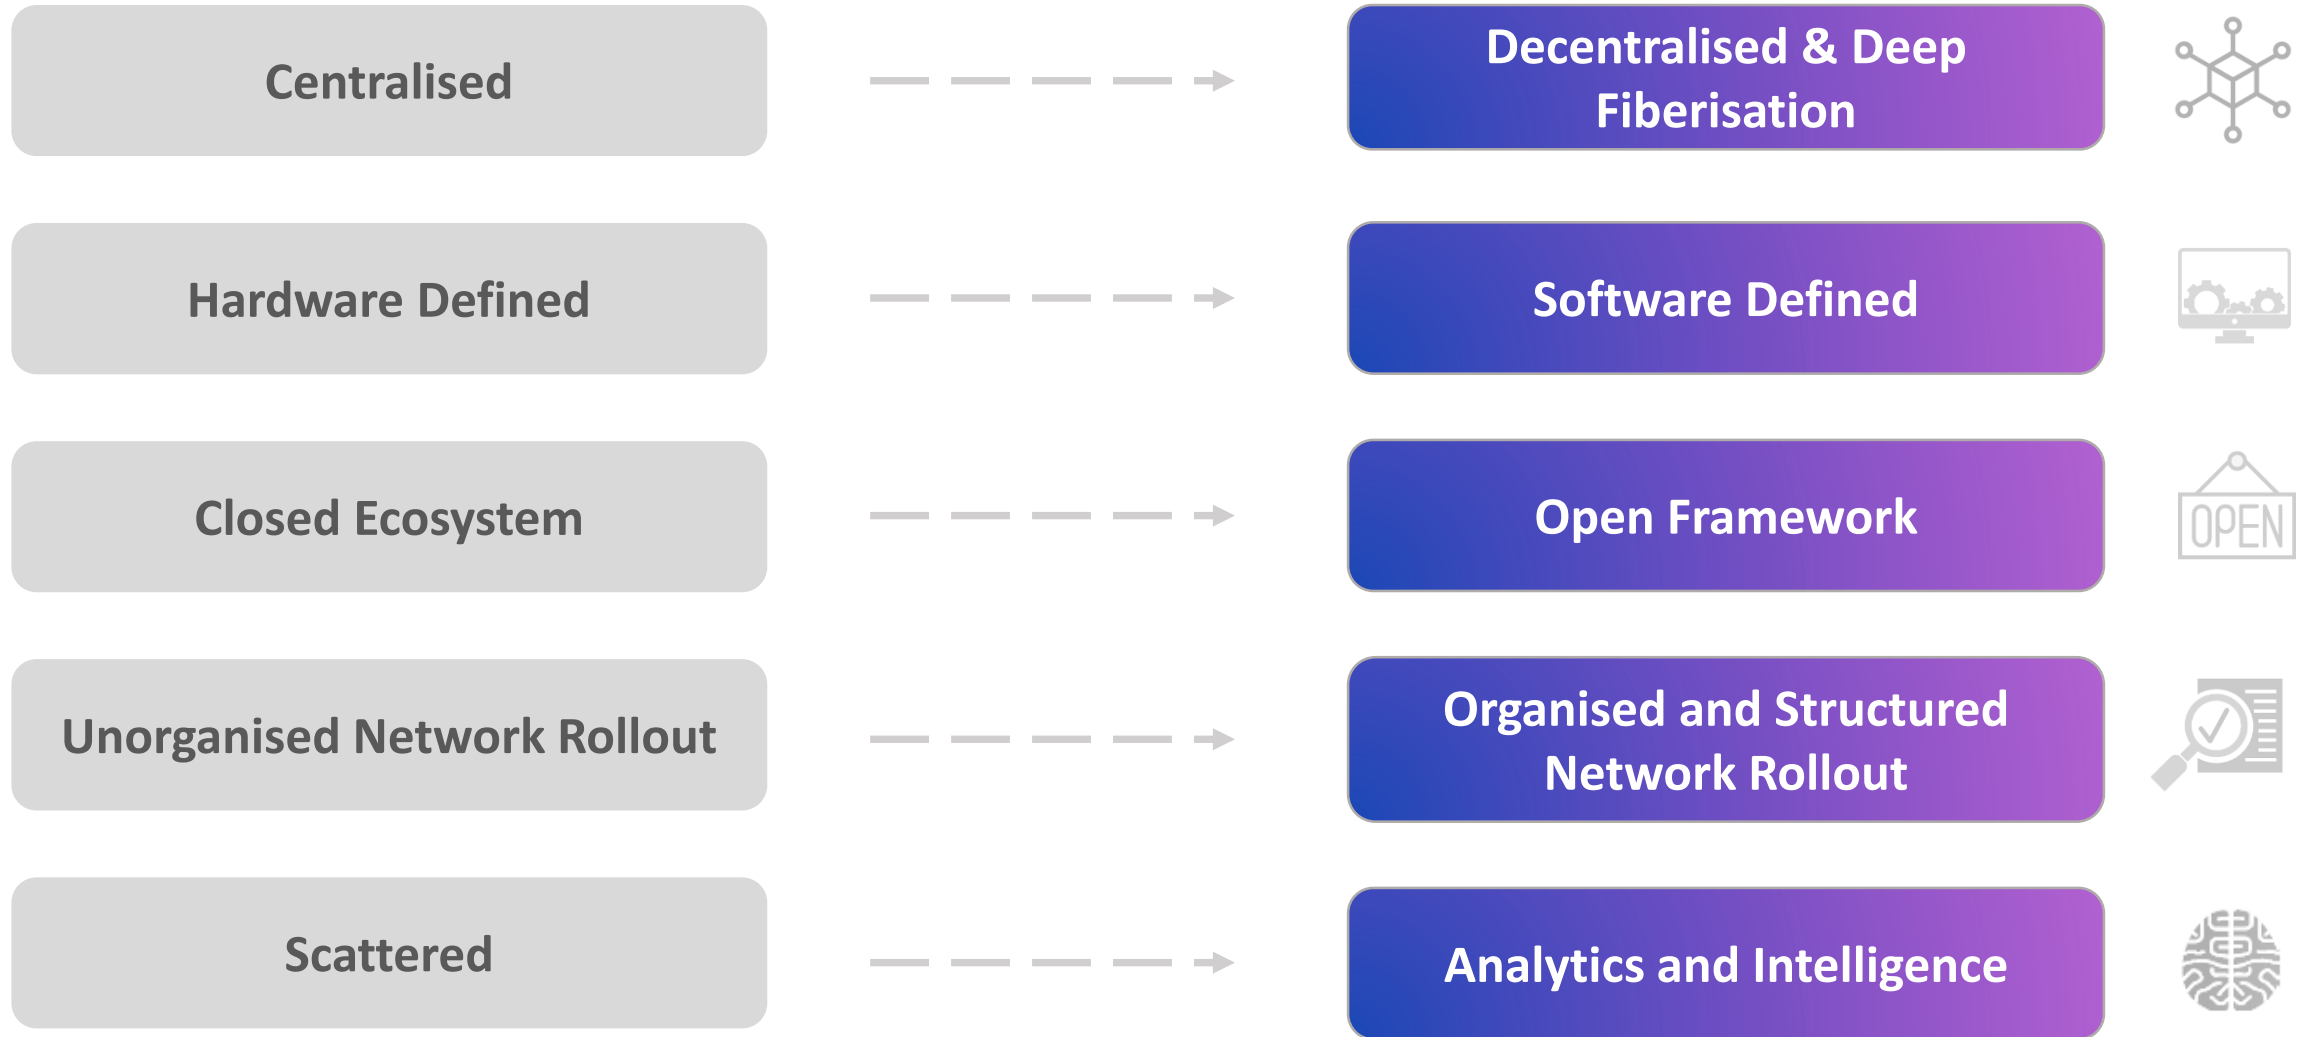 Centralised
Decentralised & Deep
Fiberisation
Hardware Defined
Software Defined
Closed Ecosystem
Open Framework
OPEN
Unorganised Network Rollout
Organised and Structured
Network Rollout
Scattered
Analytics and Intelligence